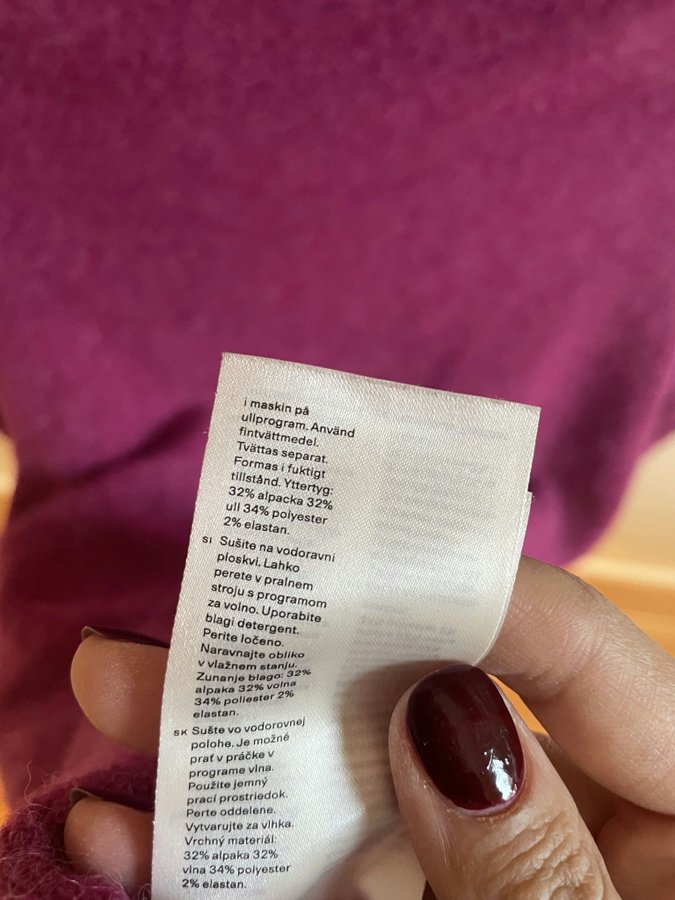 i maskin på
ullprogram. Använd
fintvättmedel.
Tvättas separat.
Formas i fuktigt
tillstånd. Yttertyg:
32% alpacka 32%
ull 34% polyester
2% elastan.
SI Sušite na vodoravni
ploskvi. Lahko
perete v pralnem
stroju s programom
za volno. Uporabite
blagi detergent.
Perite ločeno.
Naravnajte obliko
v vlažnem stanju.
Zunanje blago: 32%
alpaka 32% volna
34% poliester 2%
elastan.
SK Sušte vo vodorovnej
polohe. Je možné
prať v práčke v
programe vlna.
Použite jemný
prací prostriedok.
Perte oddelene.
Vytvarujte za vlhka.
Vrchný materiál:
32% alpaka 32%
vlna 34% polyester
2% elastan.